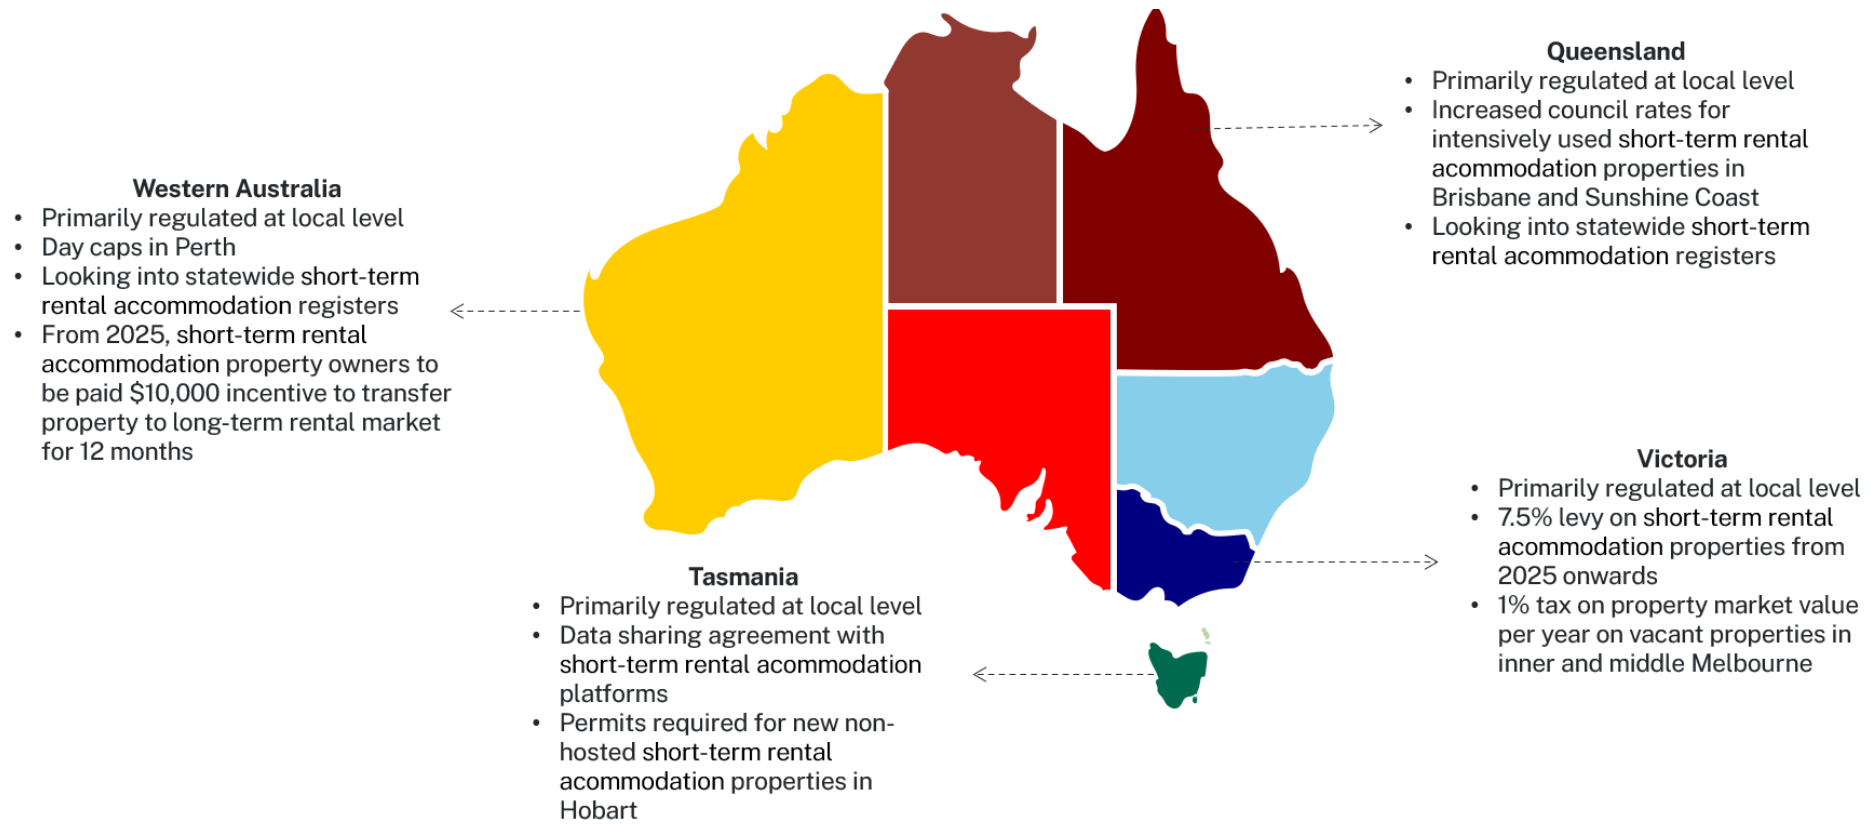 Western Australia
• Primarily regulated at local level
• Day caps in Perth
• Looking into statewide short-term
rental accommodation registers
• From 2025, short-term rental
accommodation property owners to
be paid $10,000 incentive to transfer
property to long-term rental market
for 12 months
Tasmania
• Primarily regulated at local level
• Data sharing agreement with
short-term rental acommodation
platforms
• Permits required for new non-
hosted short-term rental
acommodation properties in
Hobart
Queensland
• Primarily regulated at local level
• Increased council rates for
intensively used short-term rental
acommodation properties in
Brisbane and Sunshine Coast
• Looking into statewide short-term
rental acommodation registers
Victoria
• Primarily regulated at local level
• 7.5% levy on short-term rental
acommodation properties from
2025 onwards
• 1% tax on property market value
per year on vacant properties in
inner and middle Melbourne